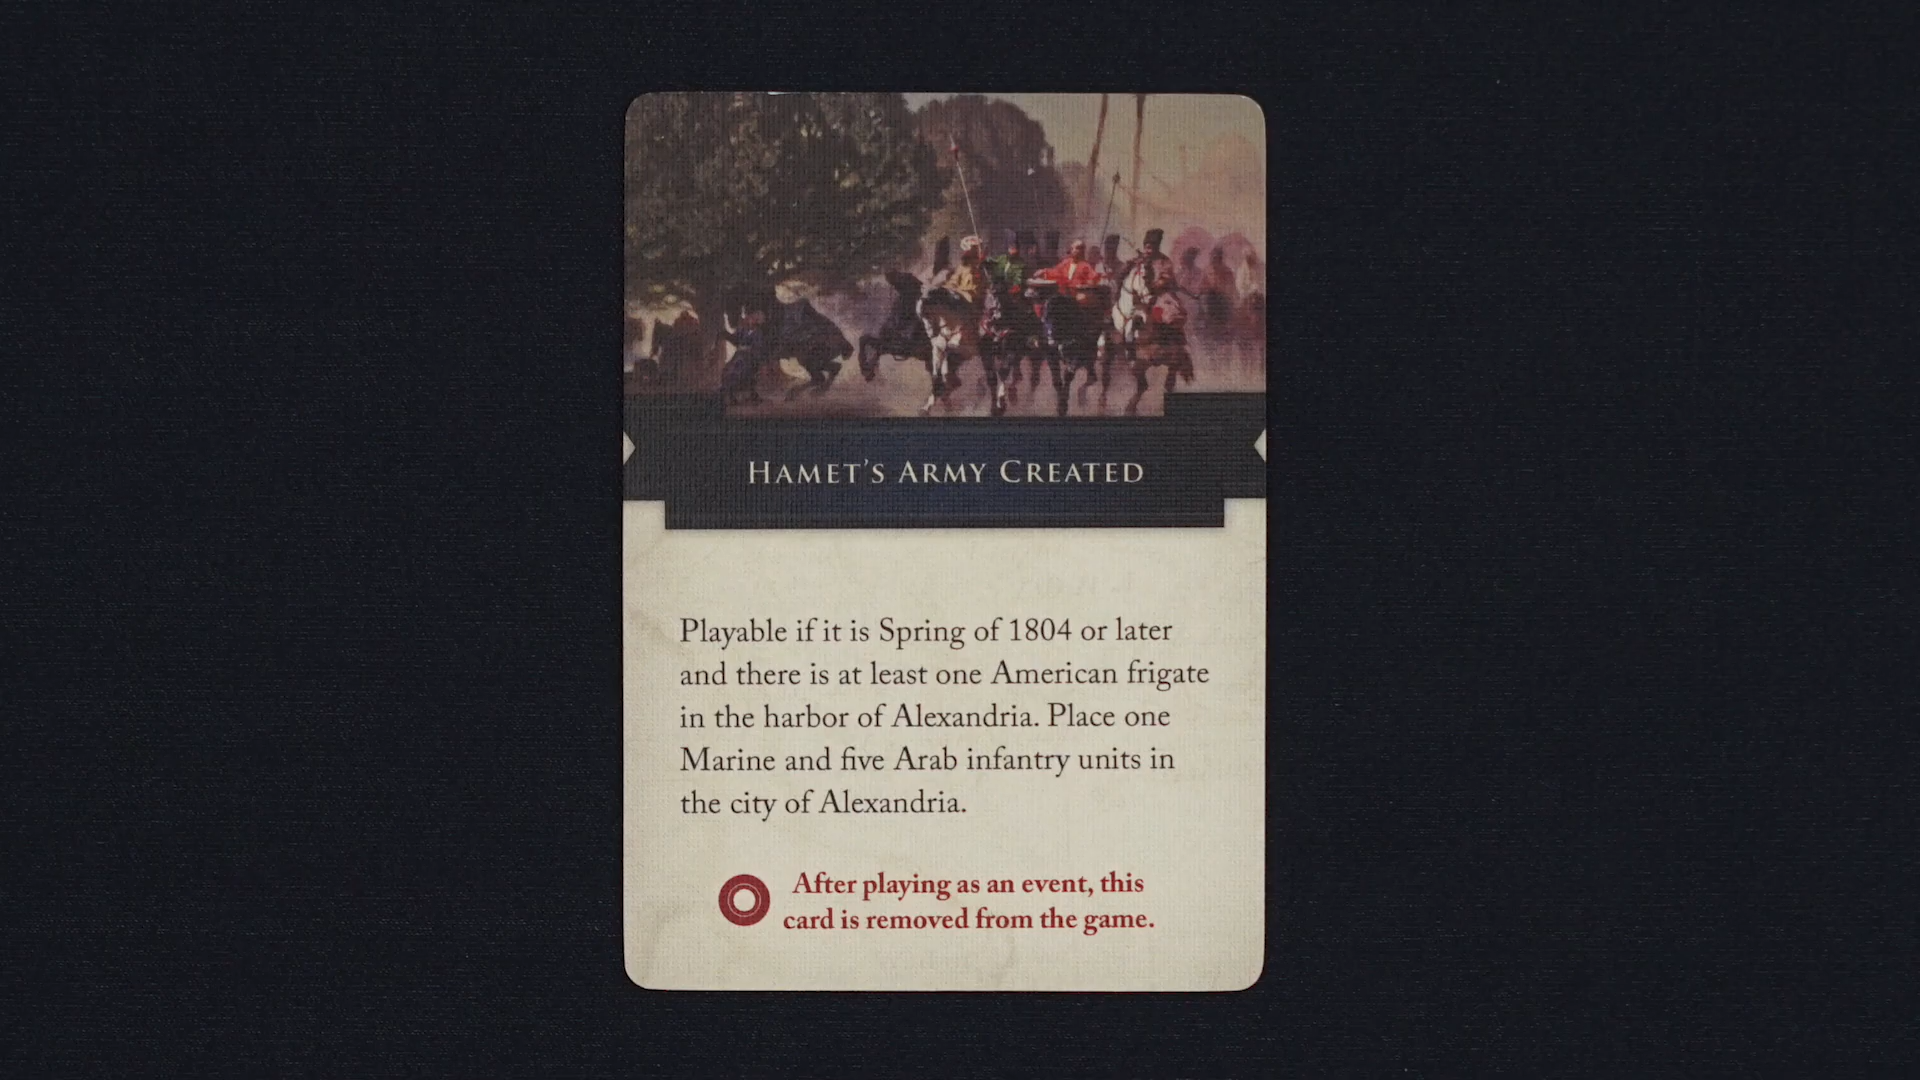 HAMET'S ARMY CREATED
Playable if it is Spring of 1804 or later
and there is at least one American frigate
in the harbor of Alexandria. Place one
Marine and five Arab infantry units in
the city of Alexandria.
After playing as an event, this
card is removed from the game.